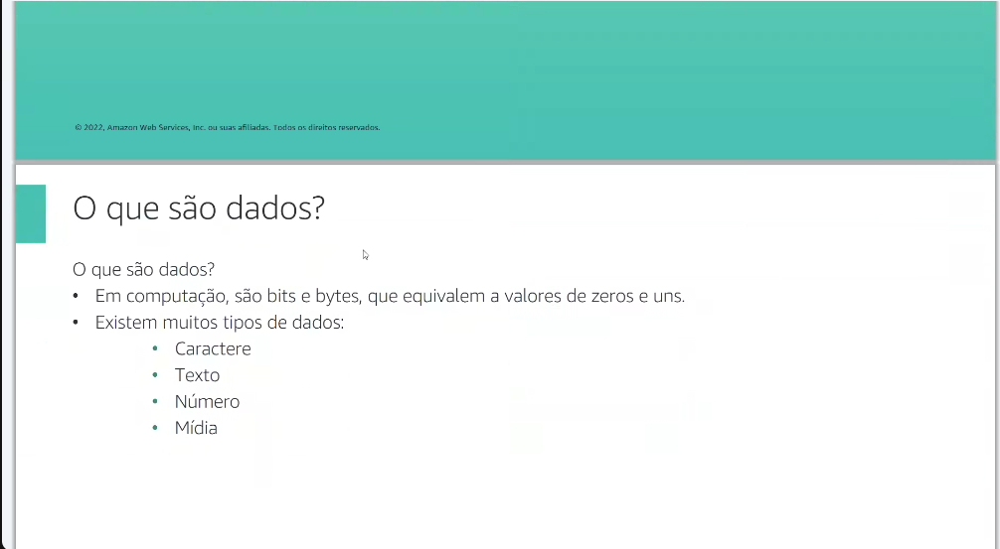 © 2022, Amazon Web Services, Inc. ou suas afiliadas. Todos os direitos reservados.
O que são dados?
O que são dados?
• Em computação, são bits e bytes, que equivalem a valores de zeros e uns.
• Existem muitos tipos de dados:
• Caractere
• Texto
• Número
• Mídia